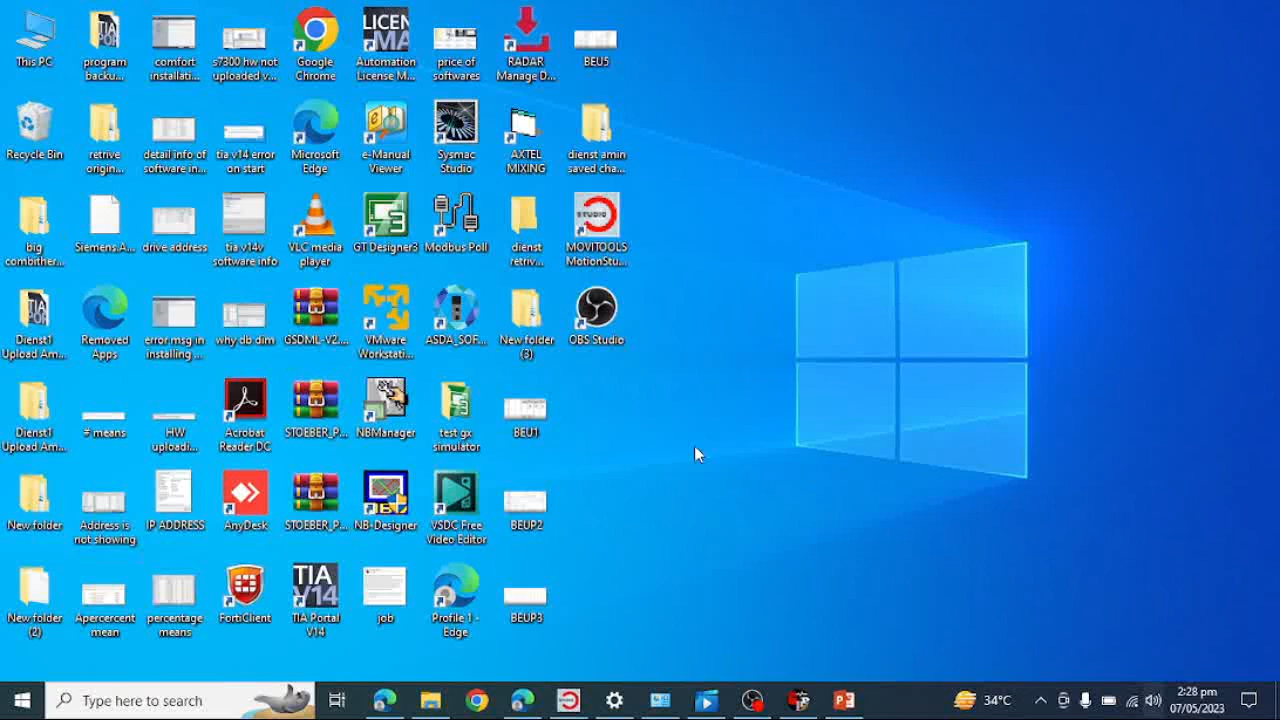 This PC
program
backu...
comfort
installati...
s7300 hw not
uploaded v...
Google
Chrome
LICEN
MA
Automation
License M...
price of
softwares
RADAR
Manage D...
BEU5
Recycle Bin
retrive
origin...
detail info of
software in...
tia v14 error
on start
Microsoft
Edge
e-Manual
Viewer
Sysmac
Studio
AXTEL
MIXING
dienst amin
saved cha...
big
combither...
Siemens.A...
drive address
tia v14v
software info
VLC media
player
GT Designer3
Modbus Poll
dienst
retriv...
STUDIO
MOVITOOLS
MotionStu...
Dienst1
Upload Am...
Removed
Apps
error msg in
installing ...
why db dim
GSDML-V2....
VMware
Workstati...
ASDA_SOF...
New folder
(3)
OBS Studio
Dienst1
Upload Am...
# means
HW
uploadi...
Acrobat
Reader DC
STOEBER_P...
NBManager
test gx
simulator
BEU1
New folder
Address is
not showing
IP ADDRESS
AnyDesk
STOEBER_P...
NB-Designer
VSDC Free
Video Editor
BEUP2
New folder
(2)
Apercercent
mean
percentage
means
FortiClient
TIA
V14
TIA Portal
V14
job
Profile 1 -
Edge
BEUP3
Type here to search
34°C
2:28 pm
07/05/2023